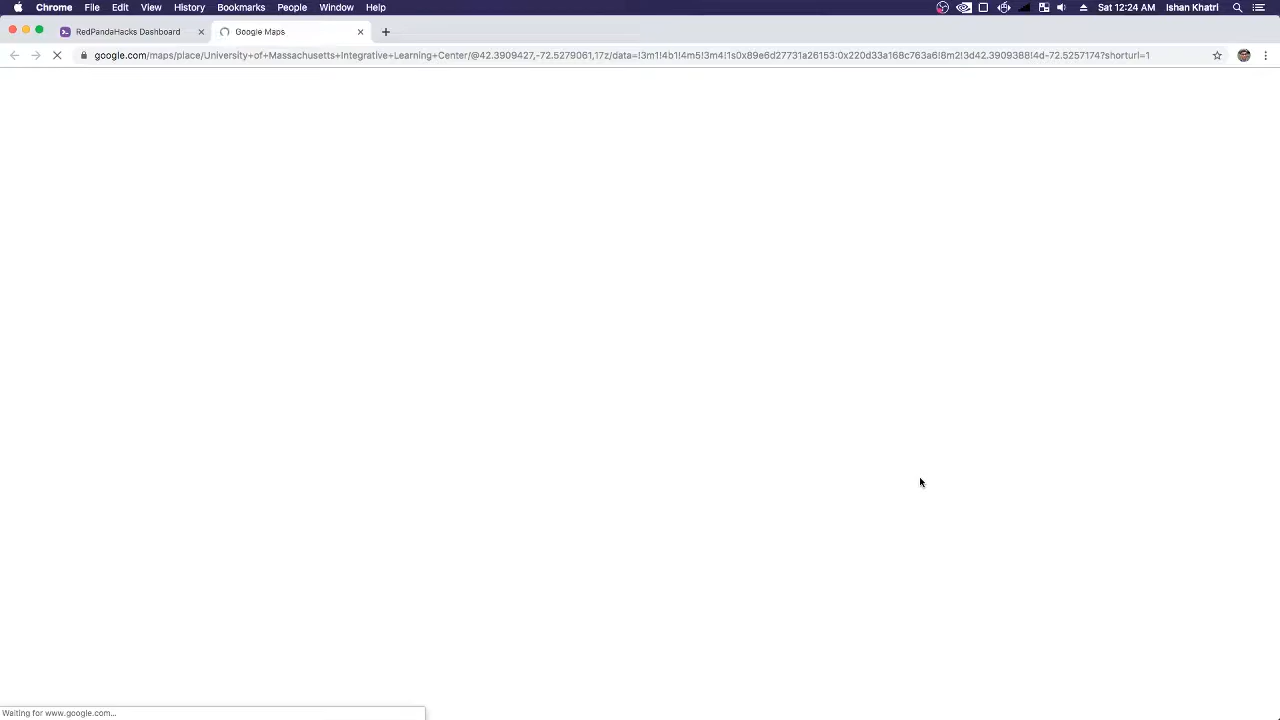 Chrome File Edit View History Bookmarks People Window Help Sat 12:24 AM Ishan Khatri
RedPandaHacks Dashboard Google Maps
google.com/maps/place/University+of+Massachusetts+Integrative+Learning+Center/@42.3909427,-72.5279061,17z/data=!3m1!4b1!4m5!3m4!1s0x89e6d27731a26153:0x220d33a168c763a6!8m2!3d42.3909388!4d-72.5257174?shorturl=1
Waiting for www.google.com...